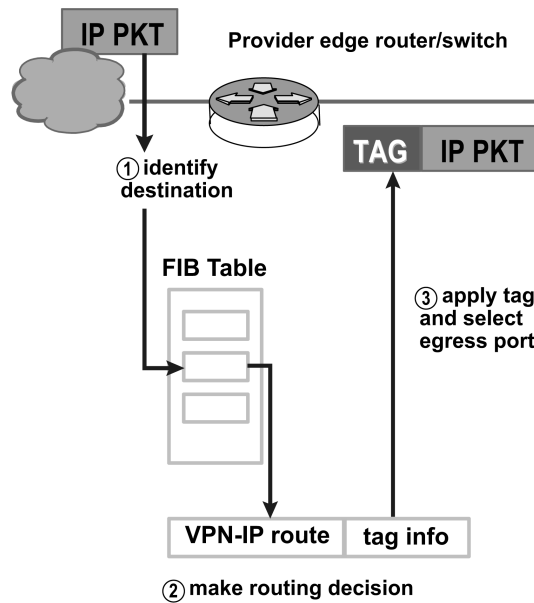 IP PKT
Provider edge router/switch
TAG IP PKT
① identify
destination
FIB Table
③ apply tag
and select
egress port
VPN-IP route tag info
② make routing decision